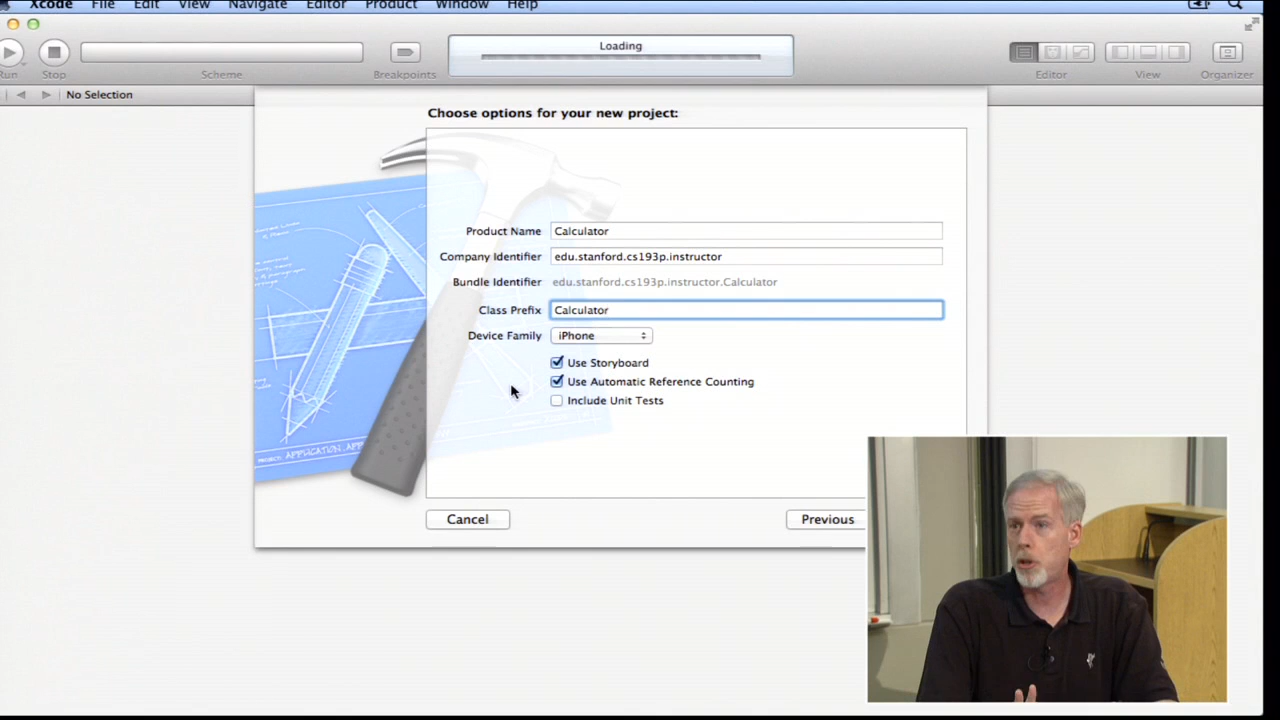 Xcode File Edit View Navigate Editor Product Window Help
Loading
Run Stop Scheme Breakpoints Editor View Organizer
No Selection
Choose options for your new project:
Product Name Calculator
Company Identifier edu.stanford.cs193p.instructor
Bundle Identifier edu.stanford.cs193p.instructor.Calculator
Class Prefix Calculator
Device Family iPhone
Use Storyboard
Use Automatic Reference Counting
Include Unit Tests
PROJECT: APPLICATION.APP
Cancel Previous